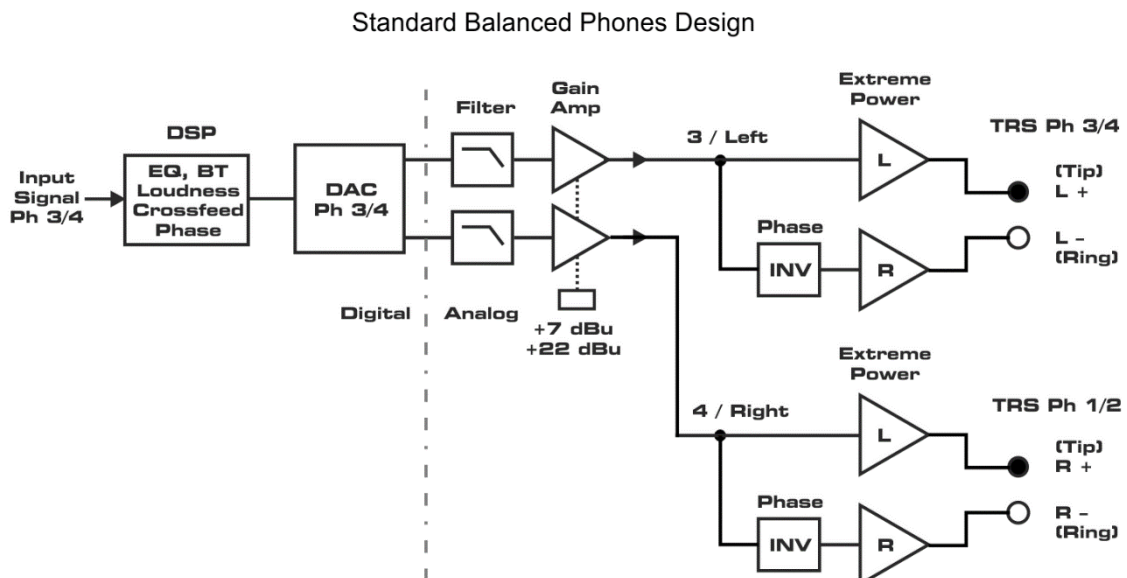 Standard Balanced Phones Design
Input
Signal
Ph 3/4
DSP
EQ, BT
Loudness
Crossfeed
Phase
DAC
Ph 3/4
Digital
Analog
Filter
Gain
Amp
+7 dBu
+22 dBu
3 / Left
Extreme
Power
L
TRS Ph 3/4
(Tip)
L +
Phase
INV
R
L -
(Ring)
4 / Right
Extreme
Power
L
TRS Ph 1/2
(Tip)
R +
Phase
INV
R
R -
(Ring)